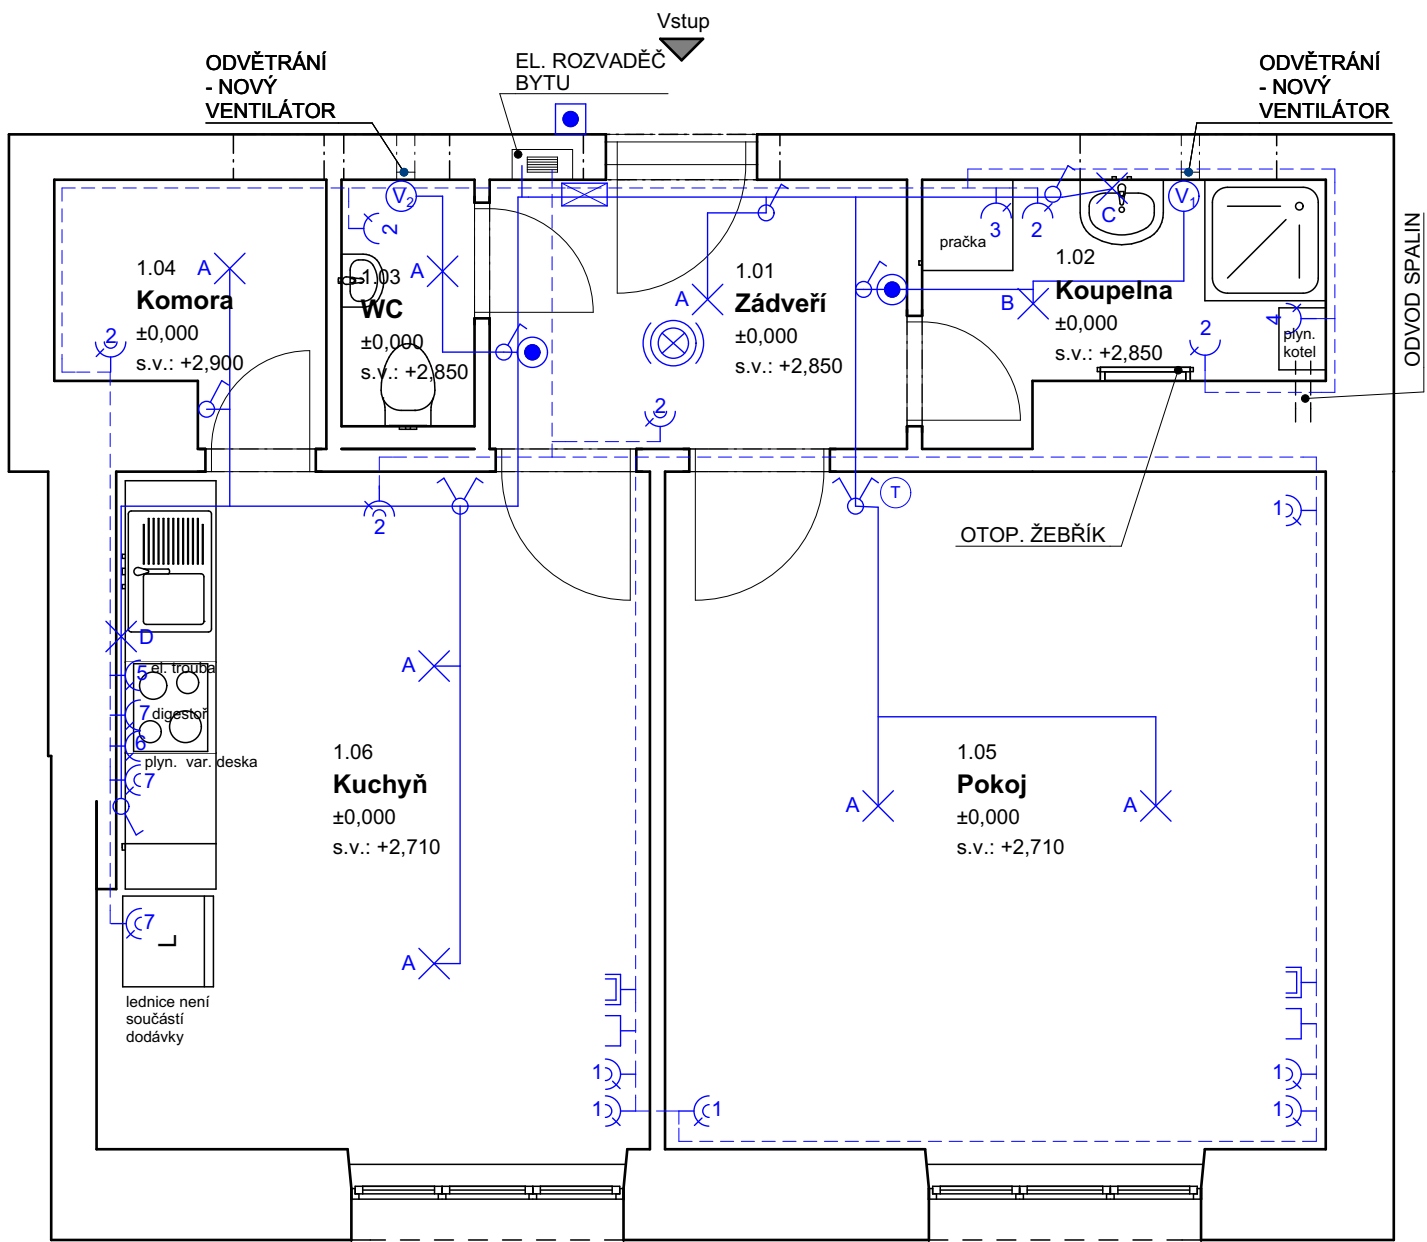 Vstup
ODVĚTRÁNÍ
- NOVÝ
VENTILÁTOR
EL. ROZVADĚČ
BYTU
ODVĚTRÁNÍ
- NOVÝ
VENTILÁTOR
V2
2
3
2
C
V1
pračka
ODVOD SPALIN
1.04
A
Komora
±0,000
s.v.: +2,900
2
1.03
A
WC
±0,000
s.v.: +2,850
1.01
A
Zádveří
±0,000
s.v.: +2,850
2
1.02
B
Koupelna
±0,000
s.v.: +2,850
2
4
plyn.
kotel
2
T
1
OTOP. ŽEBŘÍK
D
5
el. trouba
7
digestoř
6
plyn. var. deska
7
7
A
1.06
Kuchyň
±0,000
s.v.: +2,710
A
1.05
Pokoj
±0,000
s.v.: +2,710
A
A
lednice není
součástí
dodávky
1
1
1
1
1